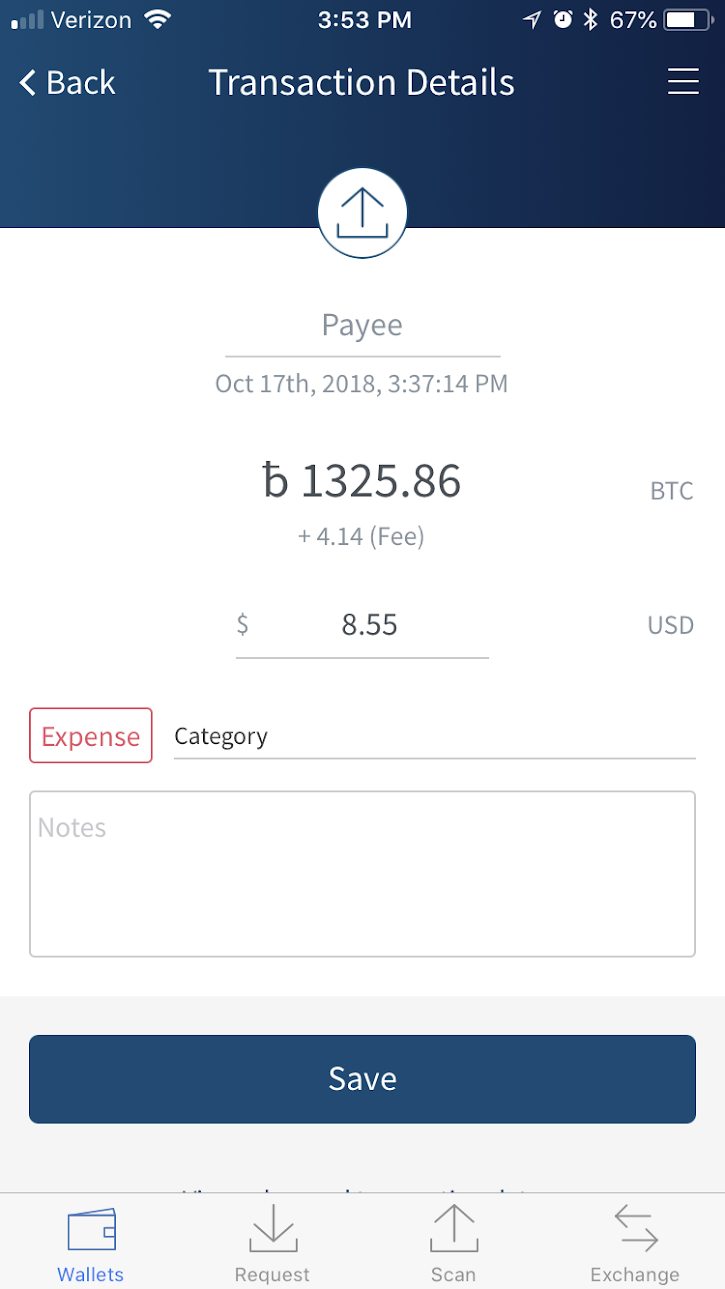 Verizon 3:53 PM 67%
Back Transaction Details
Payee
Oct 17th, 2018, 3:37:14 PM
ƀ 1325.86 BTC
+ 4.14 (Fee)
$ 8.55 USD
Expense Category
Notes
Save
Wallets Request Scan Exchange